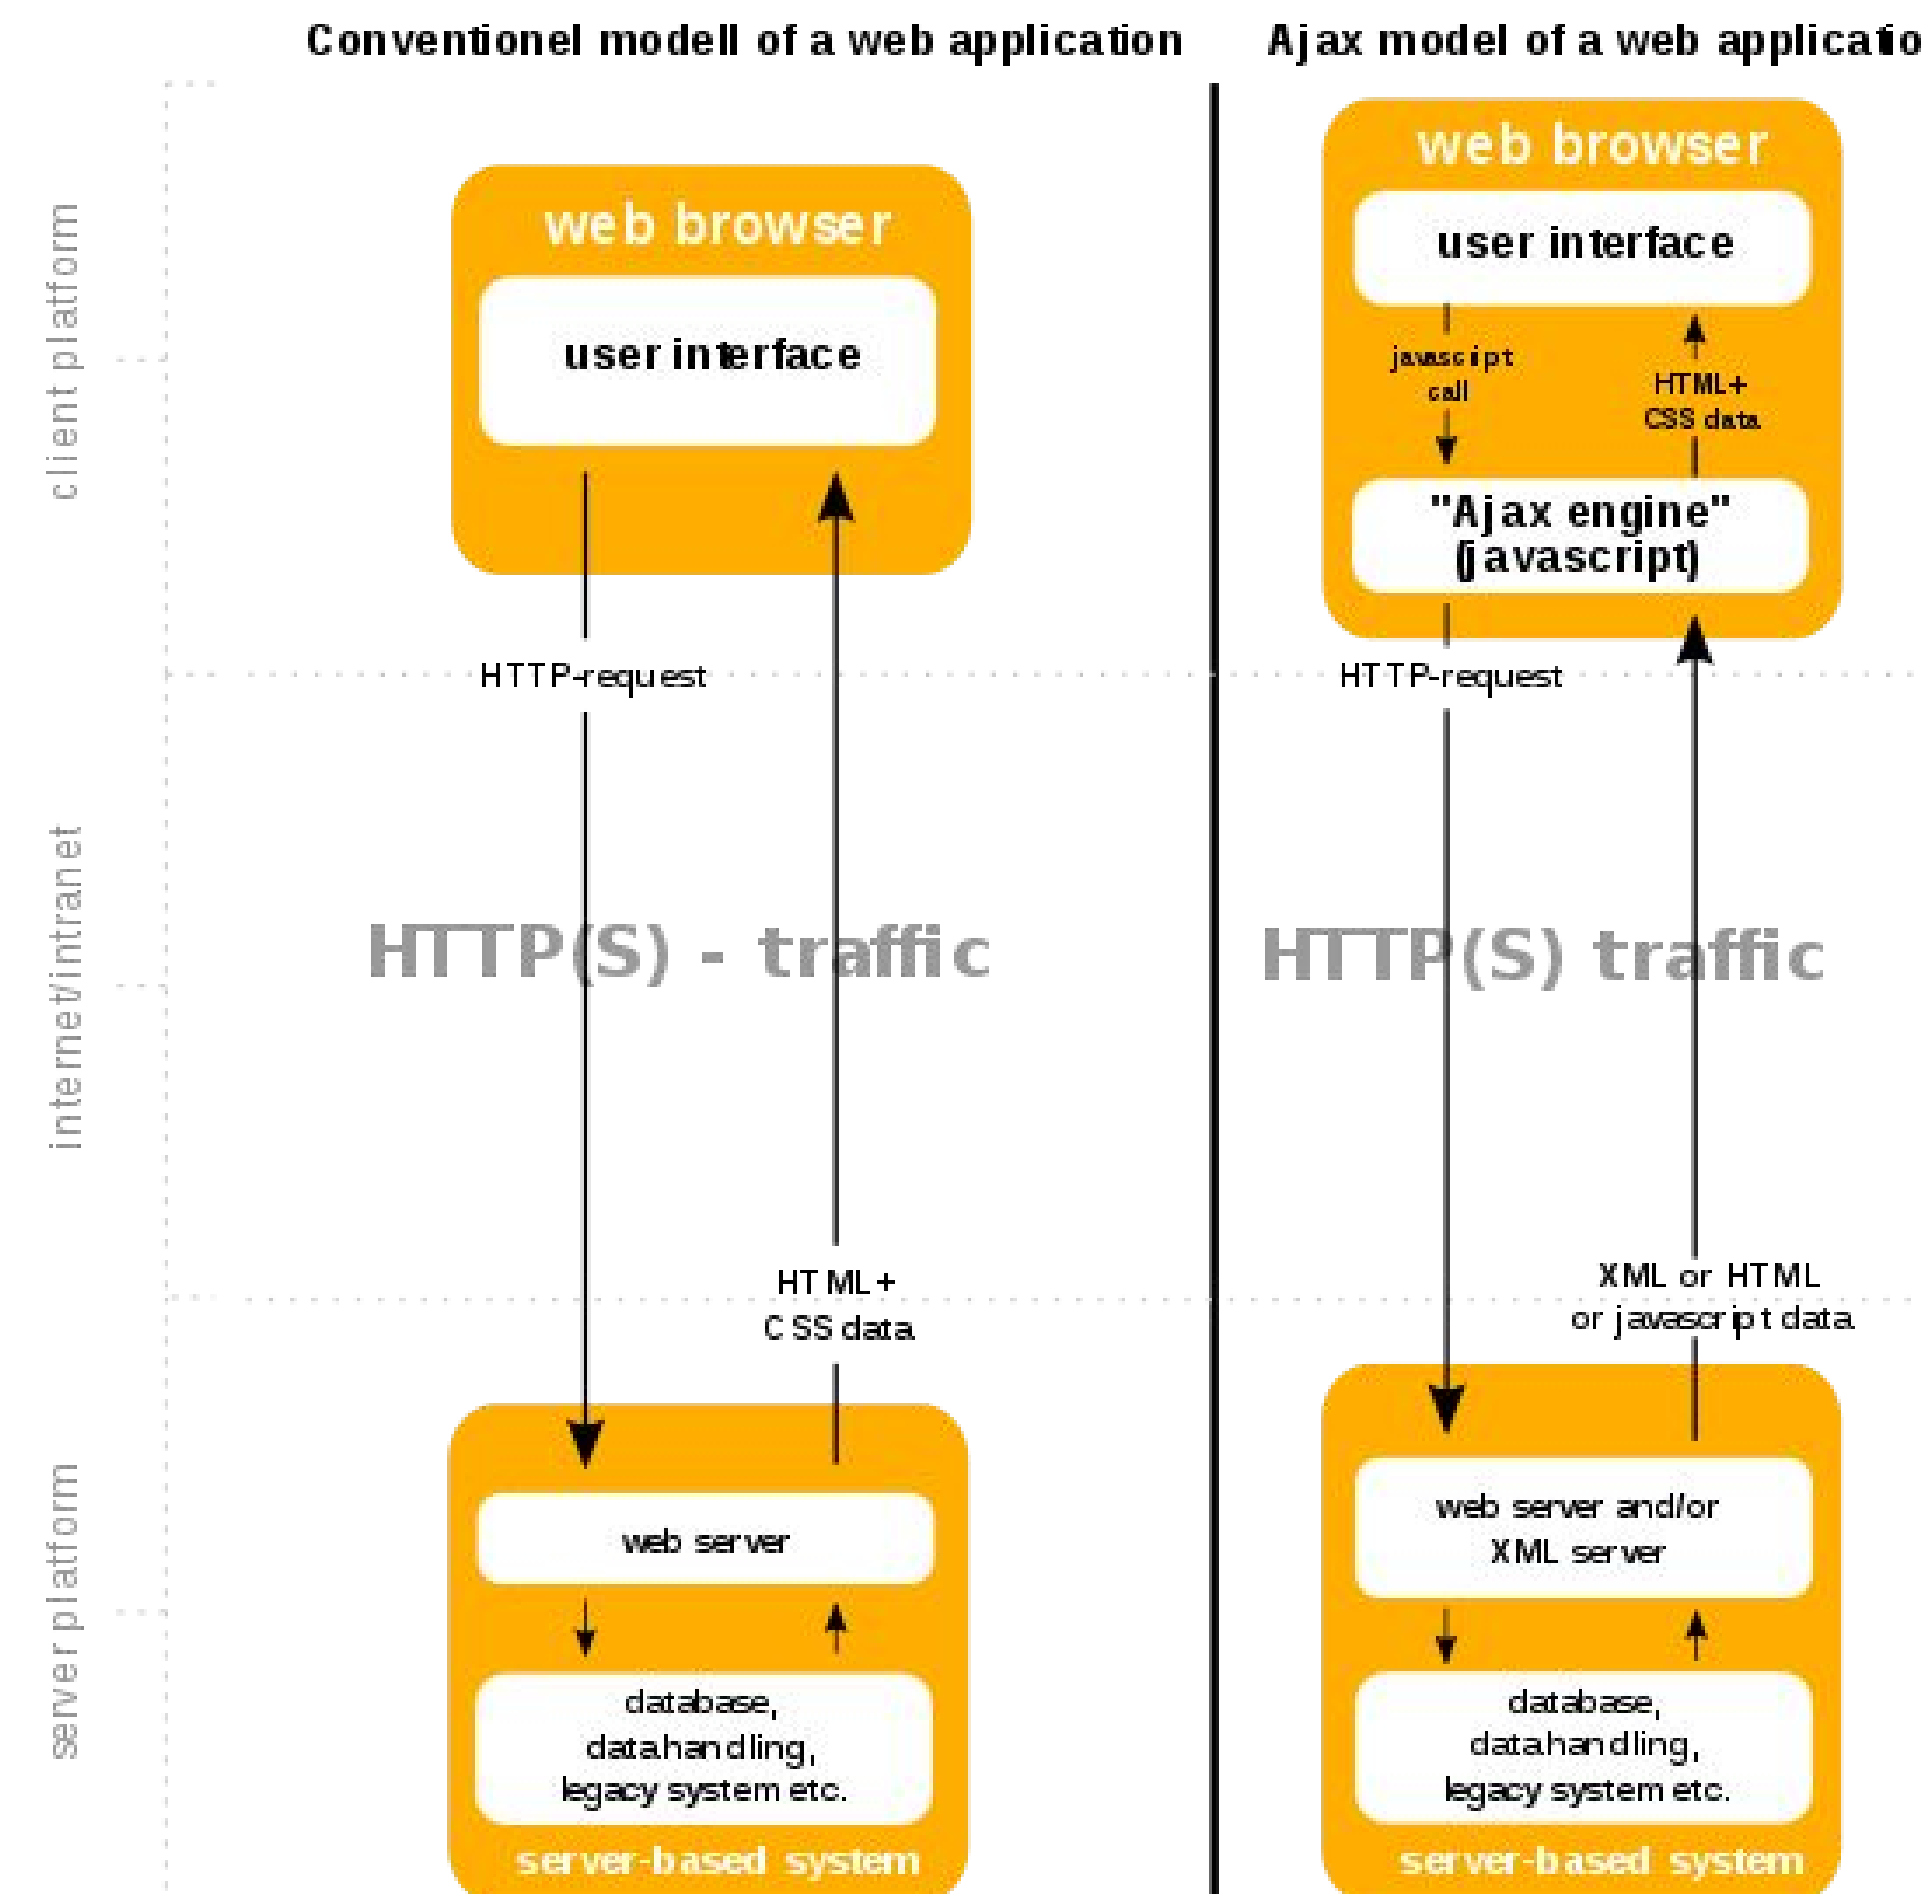 Conventionel modell of a web application
Ajax model of a web applicatio
client platform
web browser
user interface
HTTP-request
web browser
user interface
javascript
call
HTML+
CSS data
"Ajax engine"
(javascript)
HTTP-request
internet/intranet
HTTP(S) - traffic
HTTP(S) traffic
HTML+
CSS data
XML or HTML
or javascript data
server platform
web server
database,
datahandling,
legacy system etc.
server-based system
web server and/or
XML server
database,
datahandling,
legacy system etc.
server-based system